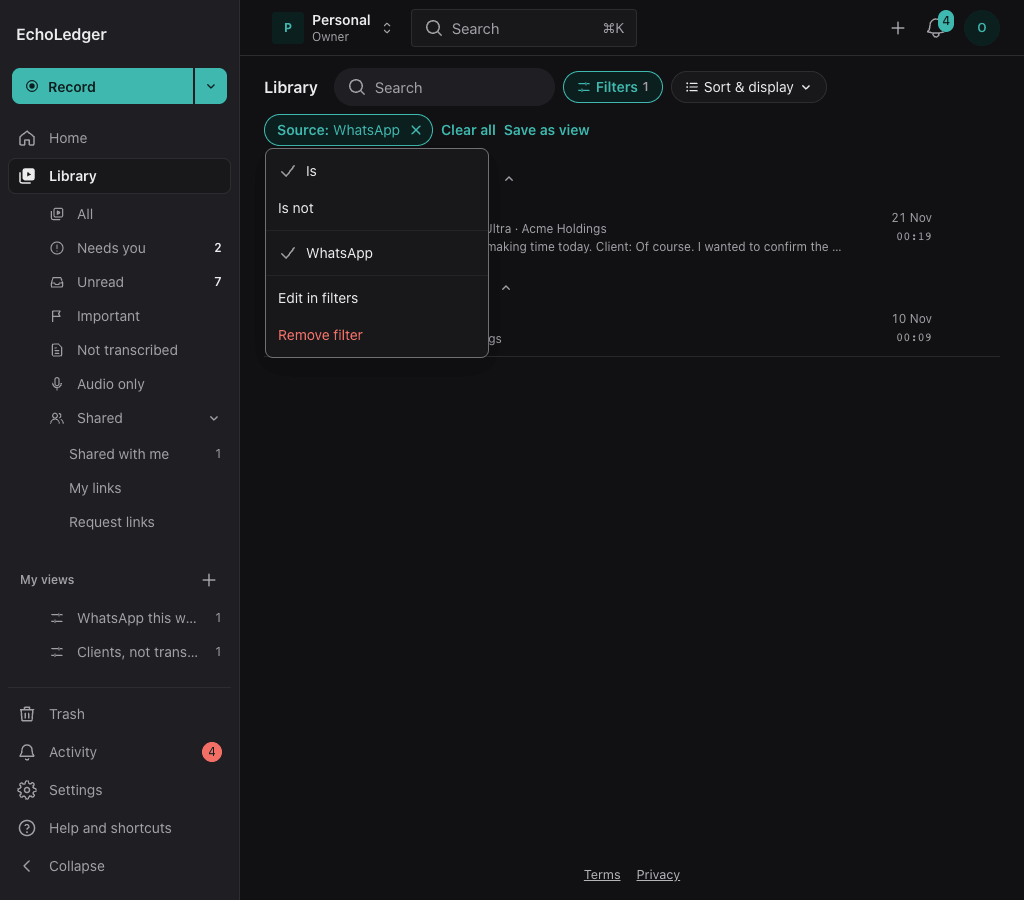 EchoLedger
Record
Home
Library
All
Needs you 2
Unread 7
Important
Not transcribed
Audio only
Shared
Shared with me 1
My links
Request links
My views
WhatsApp this w... 1
Clients, not trans... 1
Trash
Activity 4
Settings
Help and shortcuts
Collapse
P Personal
Owner
Search ⌘K
4
O
Library
Search
Filters 1
Sort & display
Source: WhatsApp
Clear all
Save as view
Is
Is not
WhatsApp
Edit in filters
Remove filter
21 Nov
· Acme Holdings
00:19
making time today. Client: Of course. I wanted to confirm the ...
10 Nov
00:09
Terms
Privacy